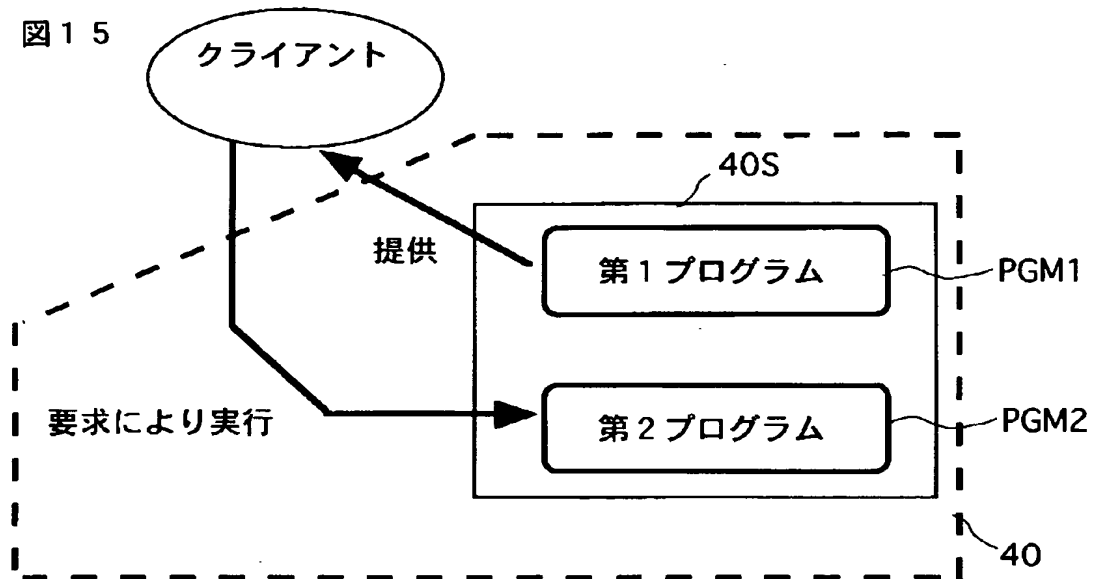 図１５
クライアント
40S
提供
第１プログラム
PGM1
要求により実行
第２プログラム
PGM2
40